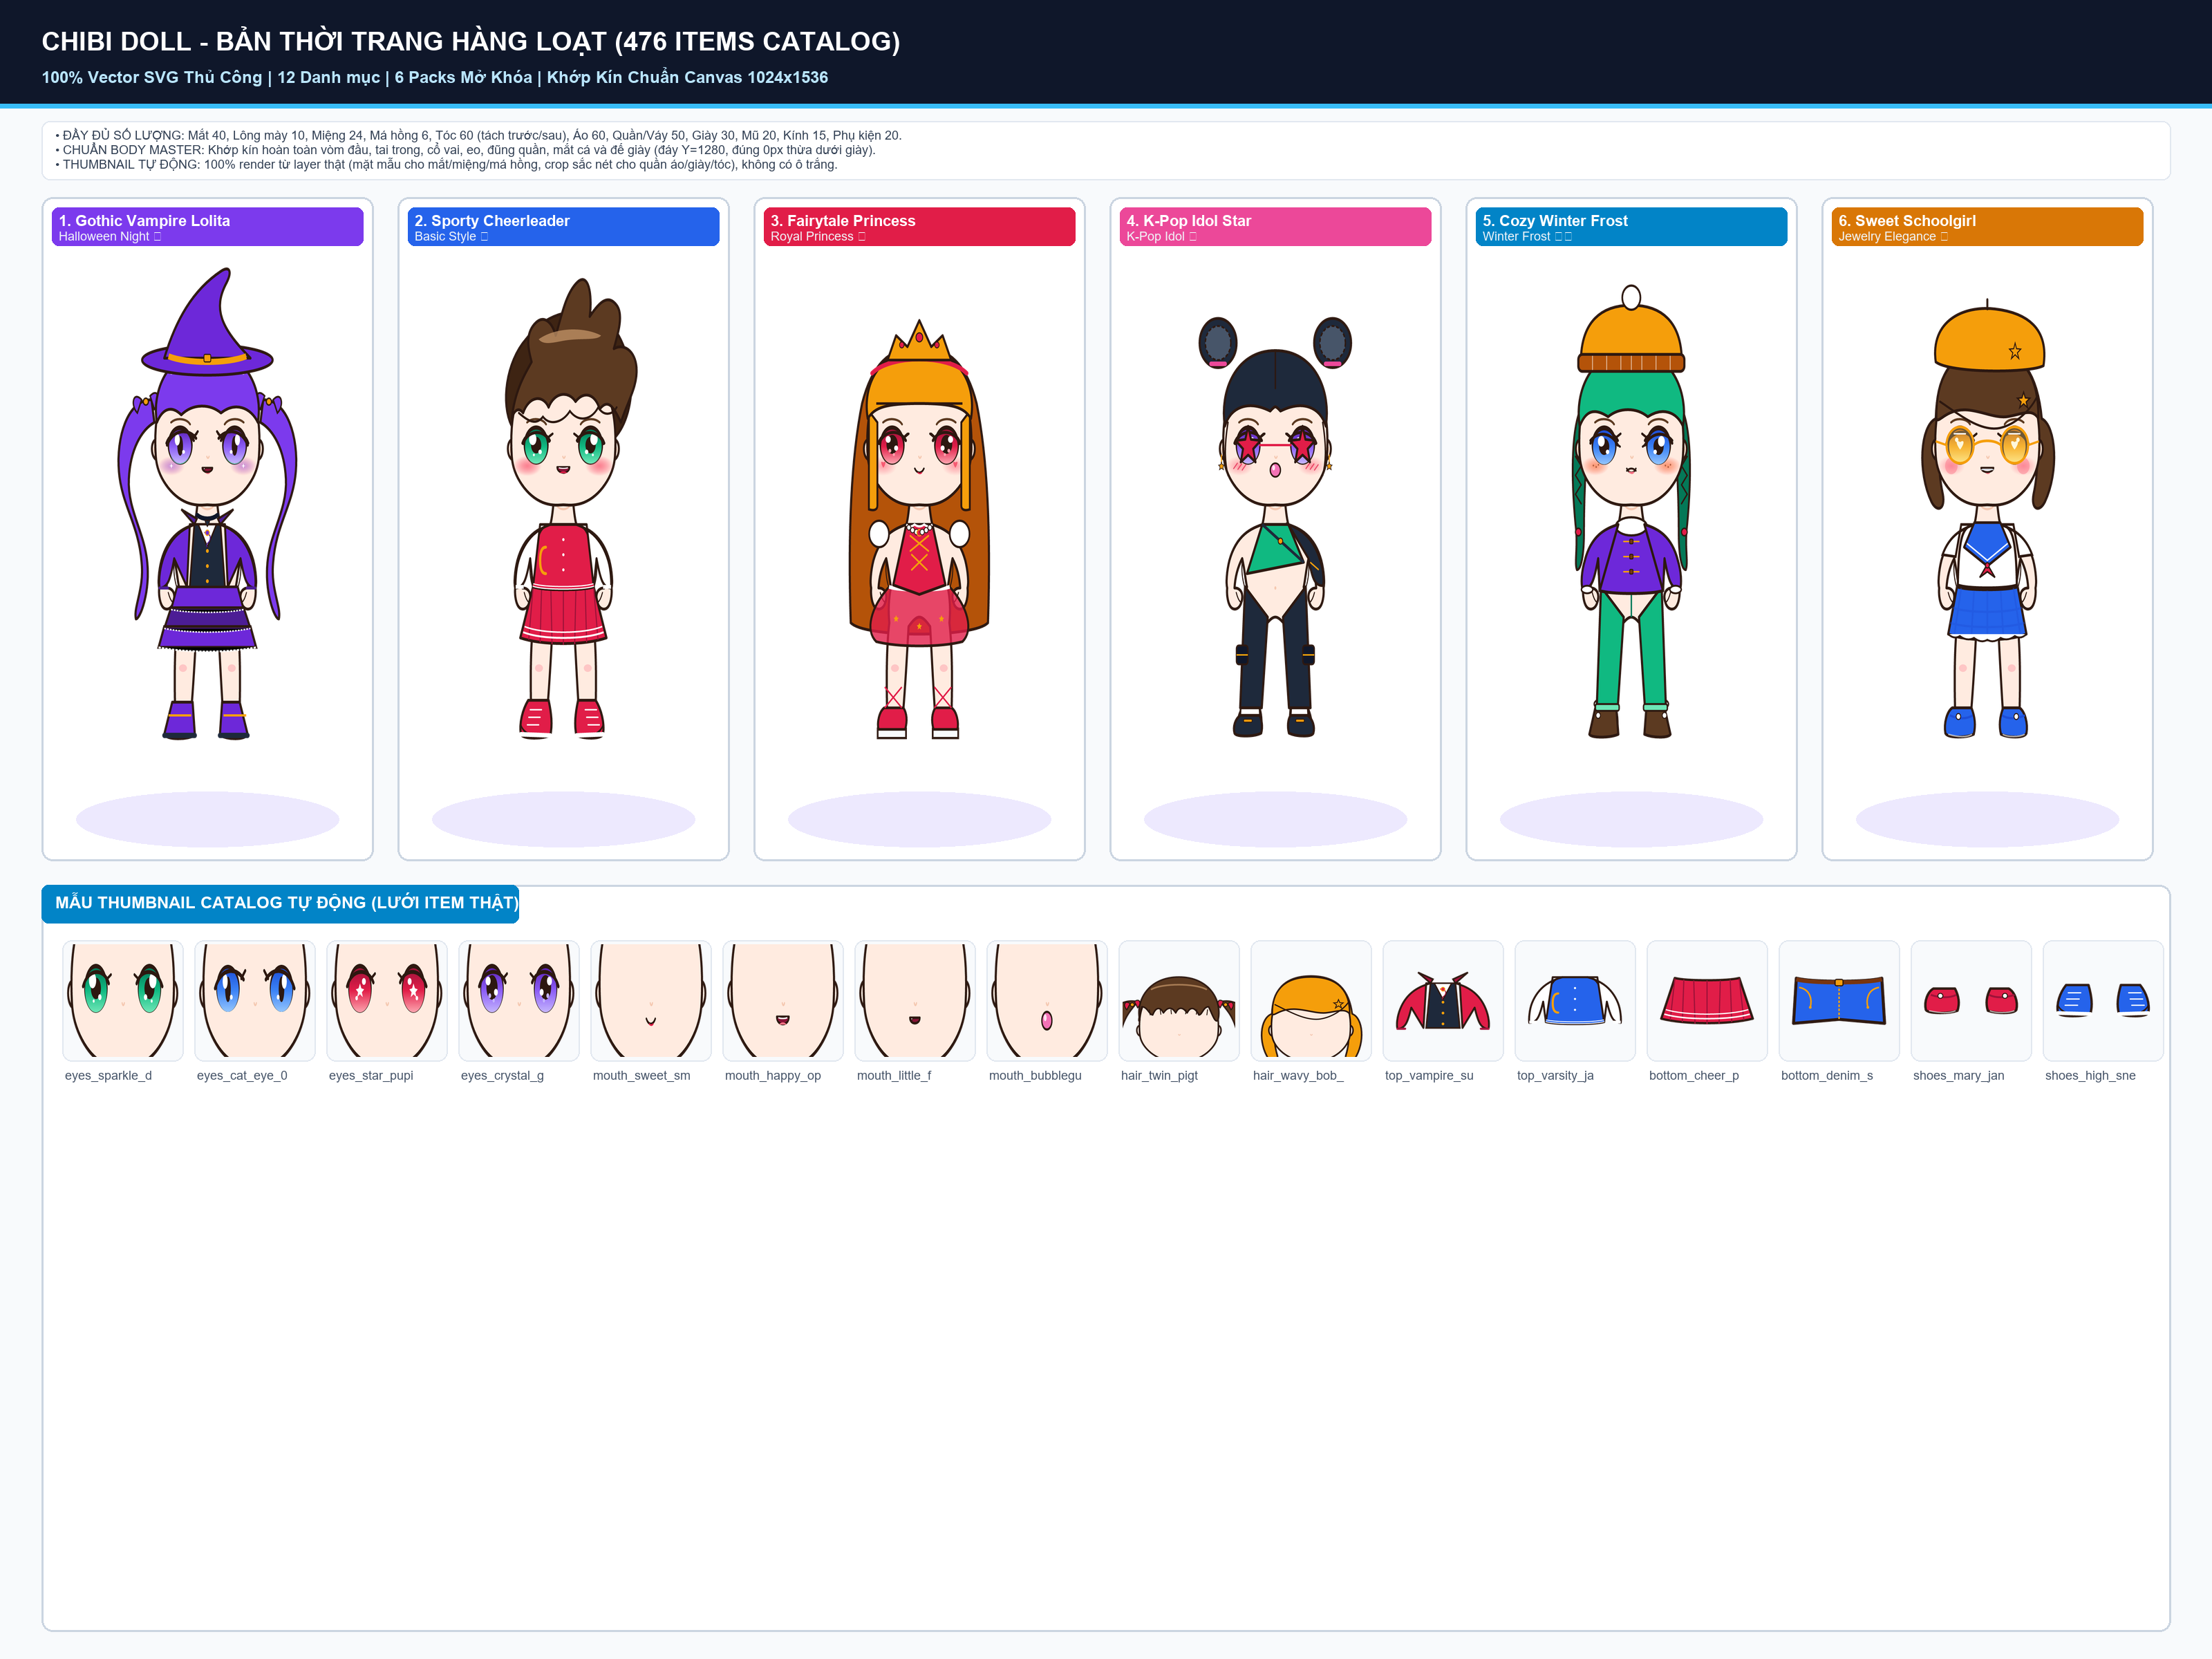 CHIBI DOLL - BẢN THỜI TRANG HÀNG LOẠT (476 ITEMS CATALOG)
100% Vector SVG Thủ Công | 12 Danh mục | 6 Packs Mở Khóa | Khớp Kín Chuẩn Canvas 1024x1536
• ĐẦY ĐỦ SỐ LƯỢNG: Mắt 40, Lông mày 10, Miệng 24, Má hồng 6, Tóc 60 (tách trước/sau), Áo 60, Quần/Váy 50, Giày 30, Mũ 20, Kính 15, Phụ kiện 20.
• CHUẨN BODY MASTER: Khớp kín hoàn toàn vòm đầu, tai trong, cổ vai, eo, đũng quần, mắt cá và đế giày (đáy Y=1280, đúng 0px thừa dưới giày).
• THUMBNAIL TỰ ĐỘNG: 100% render từ layer thật (mặt mẫu cho mắt/miệng/má hồng, crop sắc nét cho quần áo/giày/tóc), không có ô trắng.
1. Gothic Vampire Lolita
Halloween Night
2. Sporty Cheerleader
Basic Style
3. Fairytale Princess
Royal Princess
4. K-Pop Idol Star
K-Pop Idol
5. Cozy Winter Frost
Winter Frost
6. Sweet Schoolgirl
Jewelry Elegance
MẪU THUMBNAIL CATALOG TỰ ĐỘNG (LƯỚI ITEM THẬT)
eyes_sparkle_d
eyes_cat_eye_0
eyes_star_pupi
eyes_crystal_g
mouth_sweet_sm
mouth_happy_op
mouth_little_f
mouth_bubblegu
hair_twin_pigt
hair_wavy_bob_
top_vampire_su
top_varsity_ja
bottom_cheer_p
bottom_denim_s
shoes_mary_jan
shoes_high_sne